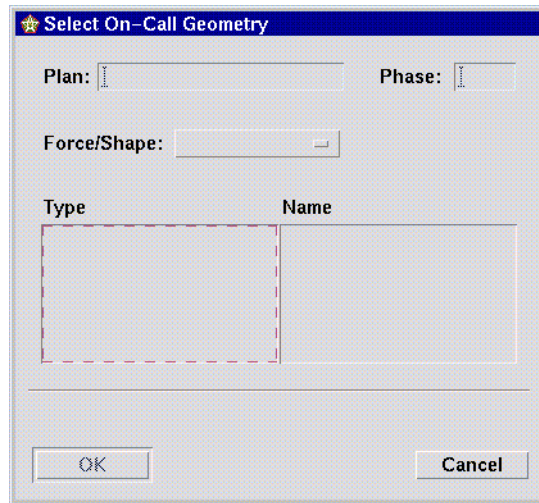 Select On-Call Geometry
Plan: Phase:
Force/Shape:
Type Name
OK Cancel